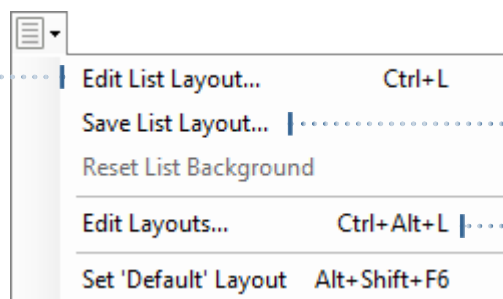 Edit List Layout... Ctrl+L
Save List Layout...
Reset List Background
Edit Layouts... Ctrl+Alt+L
Set 'Default' Layout Alt+Shift+F6